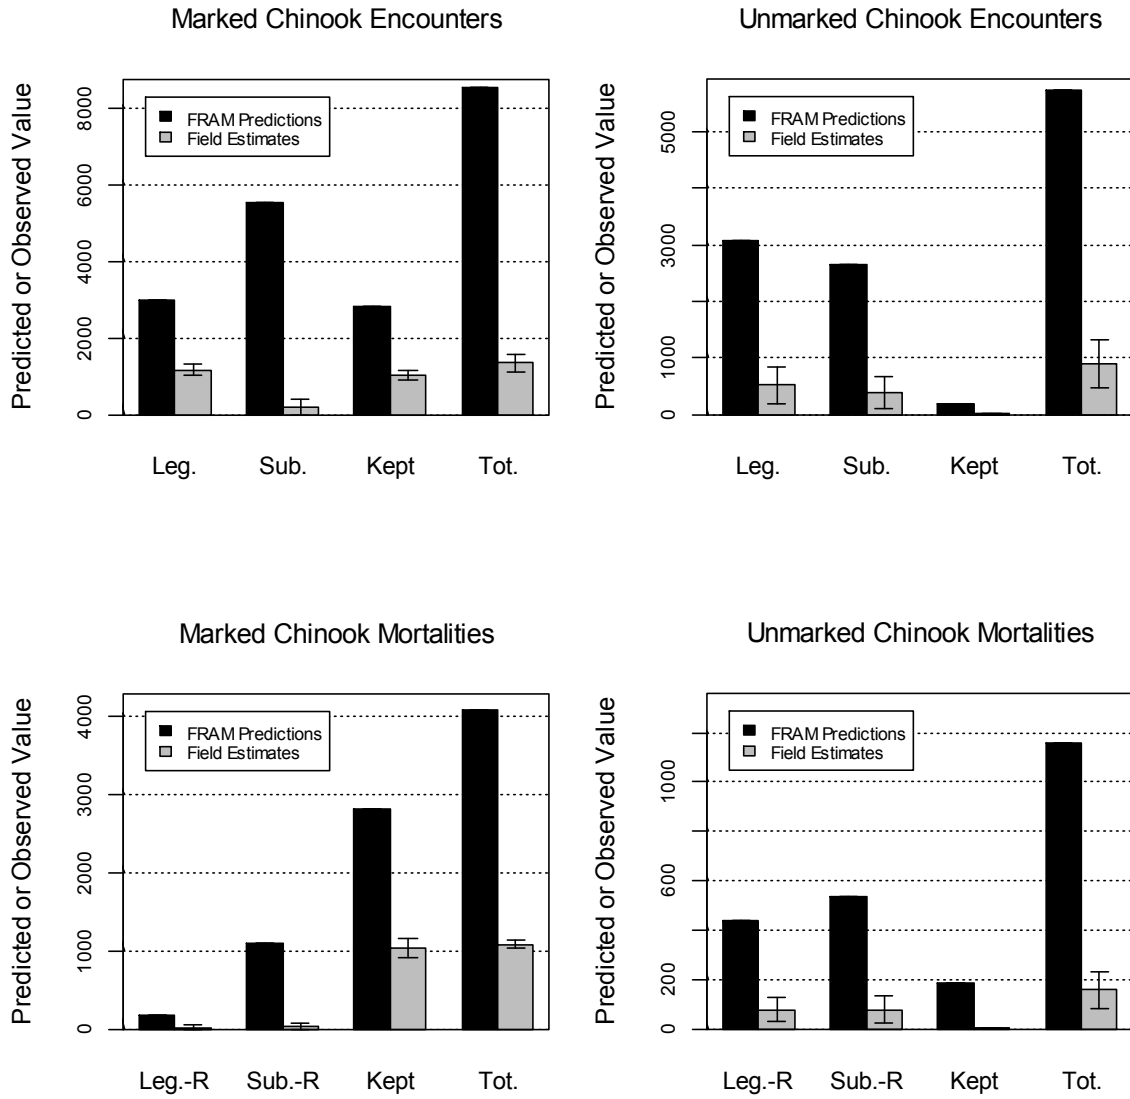 Marked Chinook Encounters
Predicted or Observed Value
8000
6000
4000
2000
0
FRAM Predictions
Field Estimates
Leg. Sub. Kept Tot.
Unmarked Chinook Encounters
Predicted or Observed Value
5000
3000
1000
0
FRAM Predictions
Field Estimates
Leg. Sub. Kept Tot.
Marked Chinook Mortalities
Predicted or Observed Value
4000
3000
2000
1000
0
FRAM Predictions
Field Estimates
Leg.-R Sub.-R Kept Tot.
Unmarked Chinook Mortalities
Predicted or Observed Value
1000
600
200
0
FRAM Predictions
Field Estimates
Leg.-R Sub.-R Kept Tot.